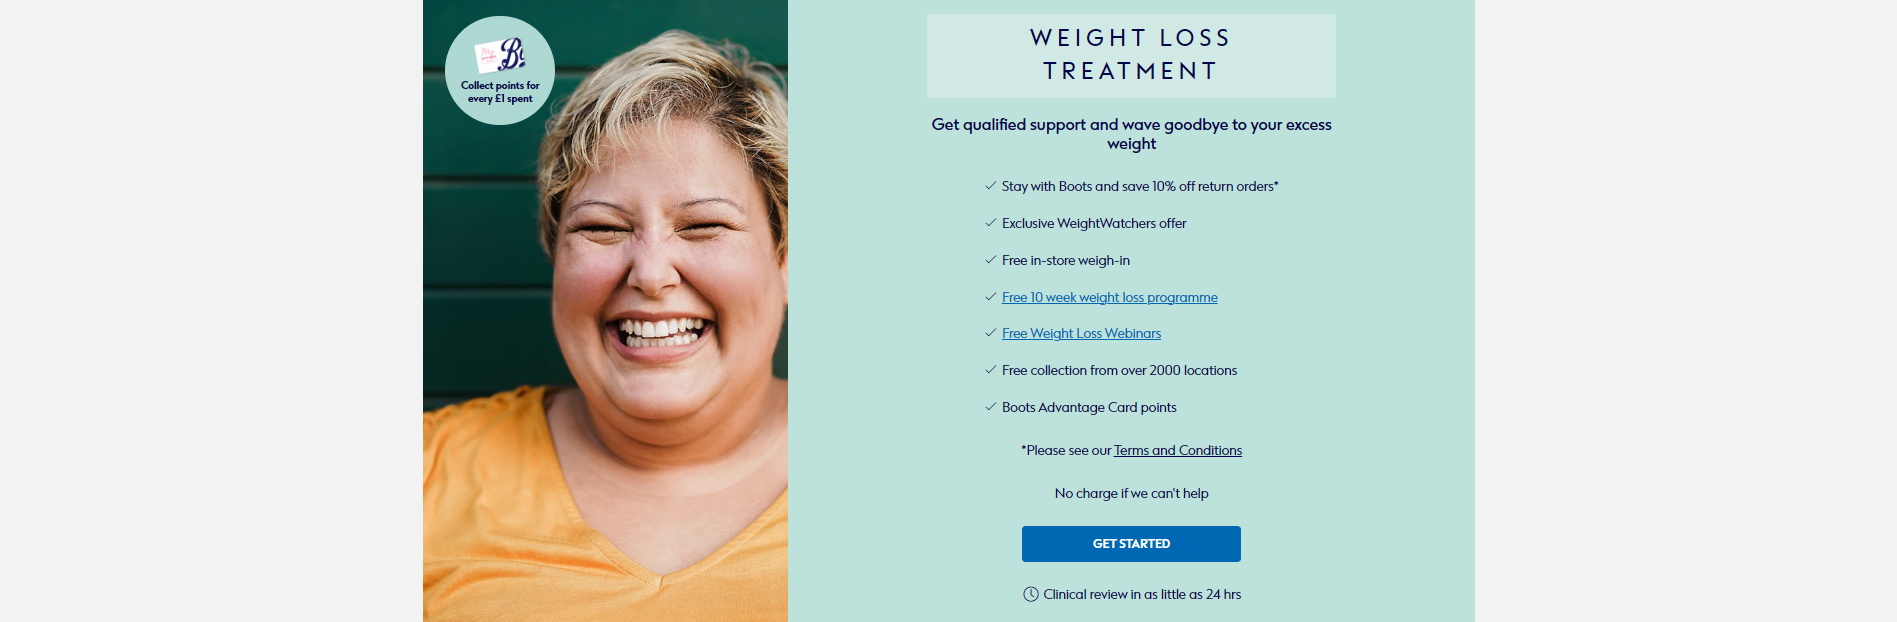 Collect points for
every £1 spent
WEIGHT LOSS
TREATMENT
Get qualified support and wave goodbye to your excess
weight
Stay with Boots and save 10% off return orders*
Exclusive WeightWatchers offer
Free in-store weigh-in
Free 10 week weight loss programme
Free Weight Loss Webinars
Free collection from over 2000 locations
Boots Advantage Card points
*Please see our Terms and Conditions
No charge if we can't help
GET STARTED
Clinical review in as little as 24 hrs